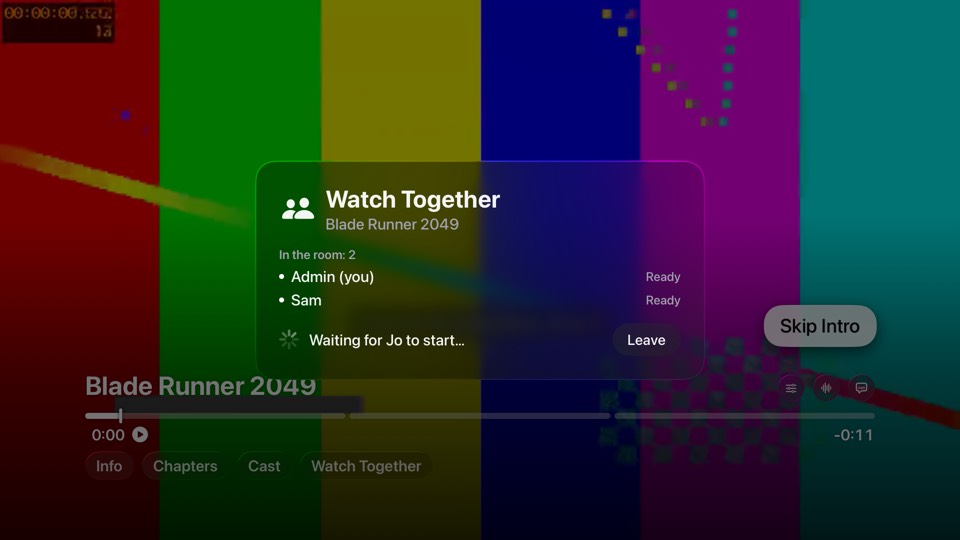 Watch Together
Blade Runner 2049
In the room: 2
• Admin (you) Ready
• Sam Ready
Waiting for Jo to start... Leave
Skip Intro
Blade Runner 2049
0:00 -0:11
Info Chapters Cast Watch Together